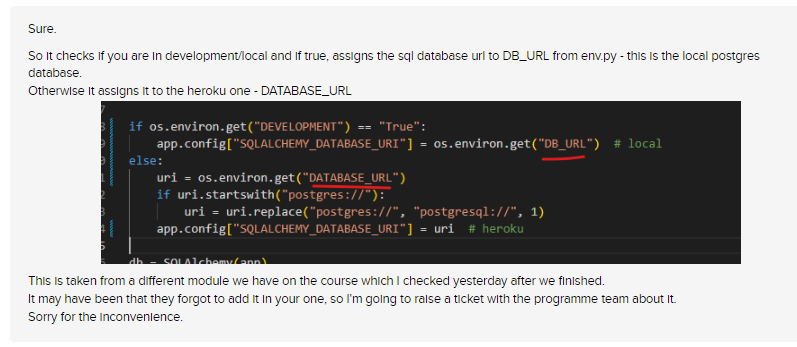 Sure.
So it checks if you are in development/local and if true, assigns the sql database url to DB_URL from env.py - this is the local postgres
database.
Otherwise it assigns it to the heroku one - DATABASE_URL
if os.environ.get("DEVELOPMENT") == "True":
app.config["SQLALCHEMY_DATABASE_URI"] = os.environ.get("DB_URL") # local
else:
uri = os.environ.get("DATABASE_URL")
if uri.startswith("postgres://"):
uri = uri.replace("postgres://", "postgresql://", 1)
app.config["SQLALCHEMY_DATABASE_URI"] = uri # heroku
db = SQLAlchemy(app)
This is taken from a different module we have on the course which I checked yesterday after we finished.
It may have been that they forgot to add it in your one, so I'm going to raise a ticket with the programme team about it.
Sorry for the inconvenience.